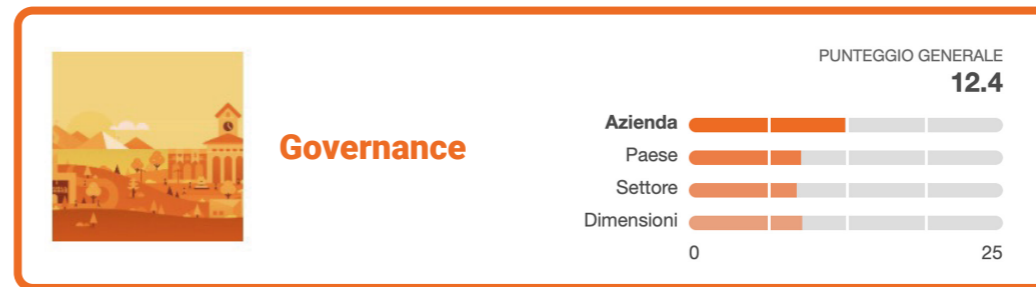 PUNTEGGIO GENERALE
12.4
Governance
Azienda
Paese
Settore
Dimensioni
0 25